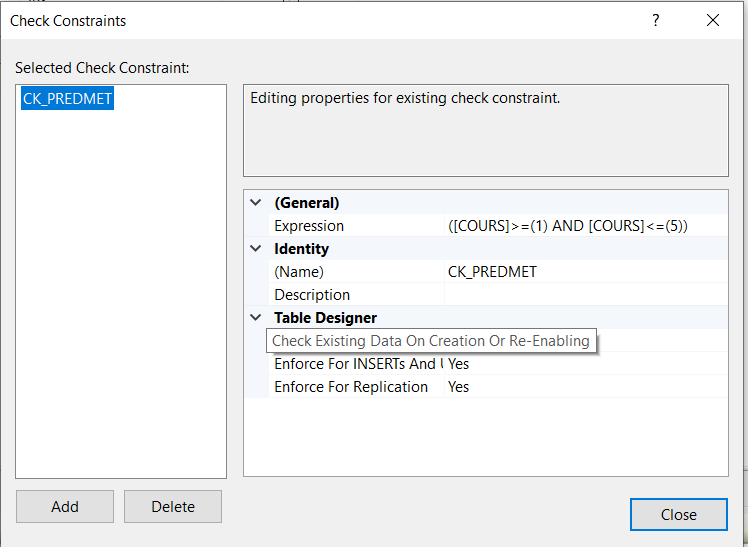 Check Constraints
?
Selected Check Constraint:
CK_PREDMET
Editing properties for existing check constraint.
(General)
Expression ([COURS]>=(1) AND [COURS]<=(5))
Identity
(Name) CK_PREDMET
Description
Table Designer
Check Existing Data On Creation Or Re-Enabling
Enforce For INSERTs And Yes
Enforce For Replication Yes
Add Delete
Close